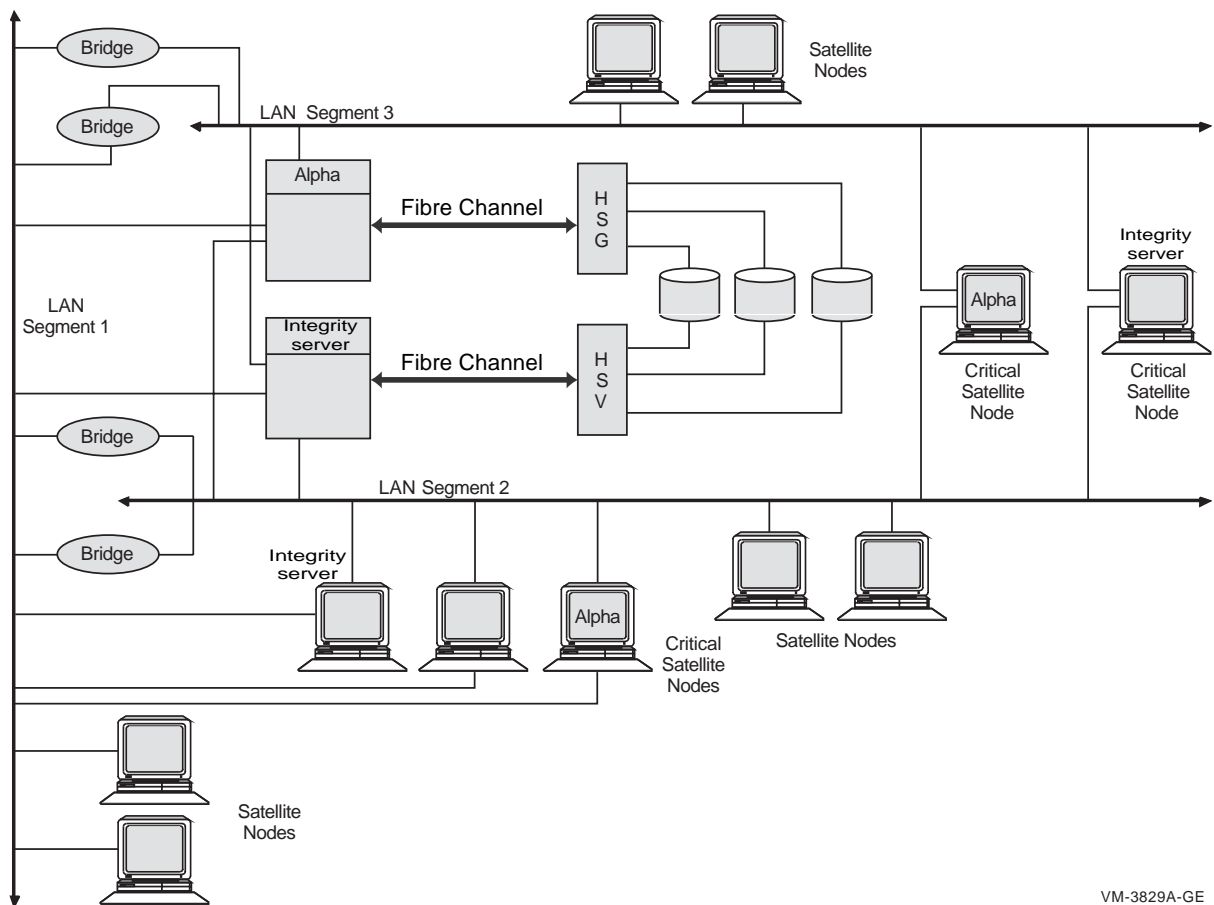 Bridge
Satellite
Nodes
LAN Segment 3
Bridge
Alpha
H
S
G
Fibre Channel
Integrity
server
Alpha
LAN
Segment 1
Integrity
server
H
S
V
Fibre Channel
Critical
Satellite
Node
Critical
Satellite
Node
Bridge
LAN Segment 2
Bridge
Integrity
server
Alpha
Critical
Satellite
Nodes
Satellite Nodes
Satellite
Nodes
VM-3829A-GE